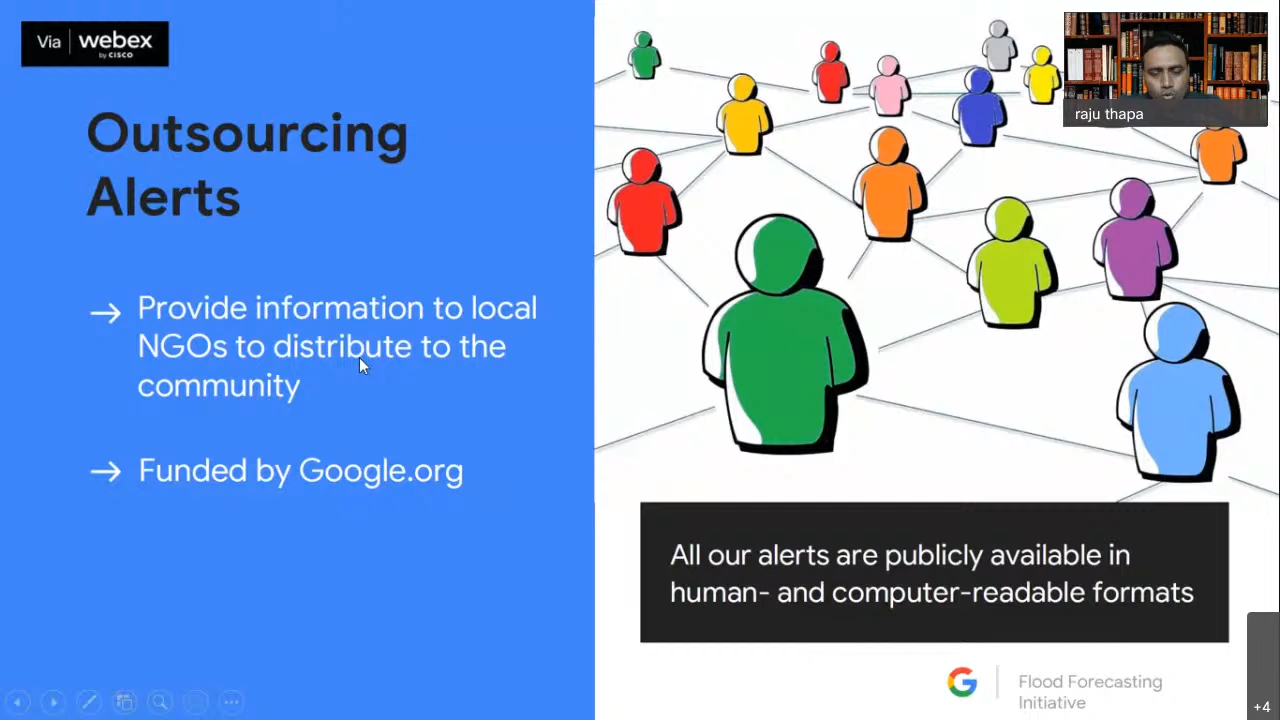 Via webex
by CISCO
raju thapa
Outsourcing
Alerts
→ Provide information to local
NGOs to distribute to the
community
→ Funded by Google.org
All our alerts are publicly available in
human- and computer-readable formats
G Flood Forecasting
Initiative
+4